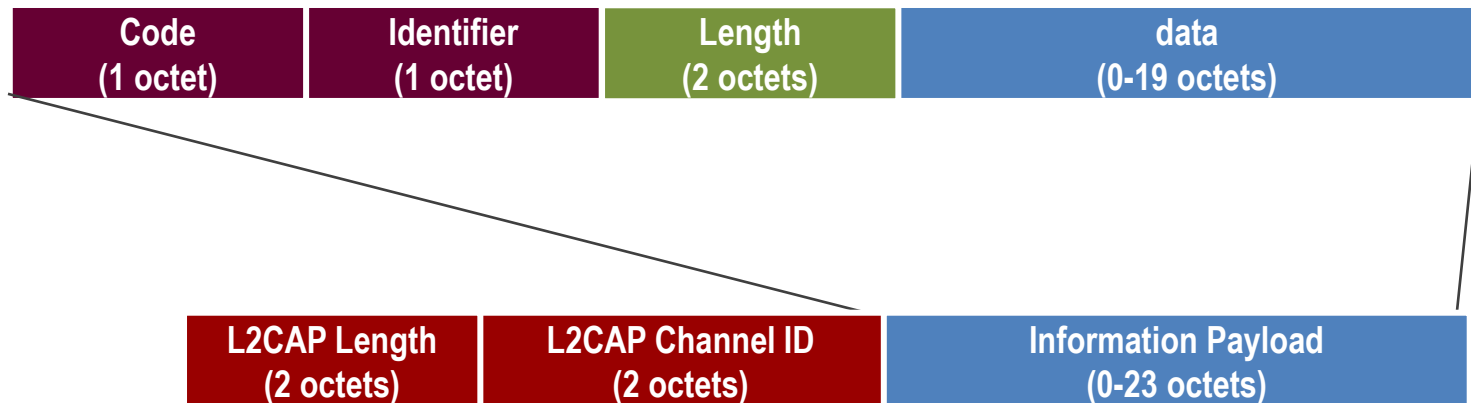 Code
(1 octet)
Identifier
(1 octet)
Length
(2 octets)
data
(0-19 octets)
L2CAP Length
(2 octets)
L2CAP Channel ID
(2 octets)
Information Payload
(0-23 octets)